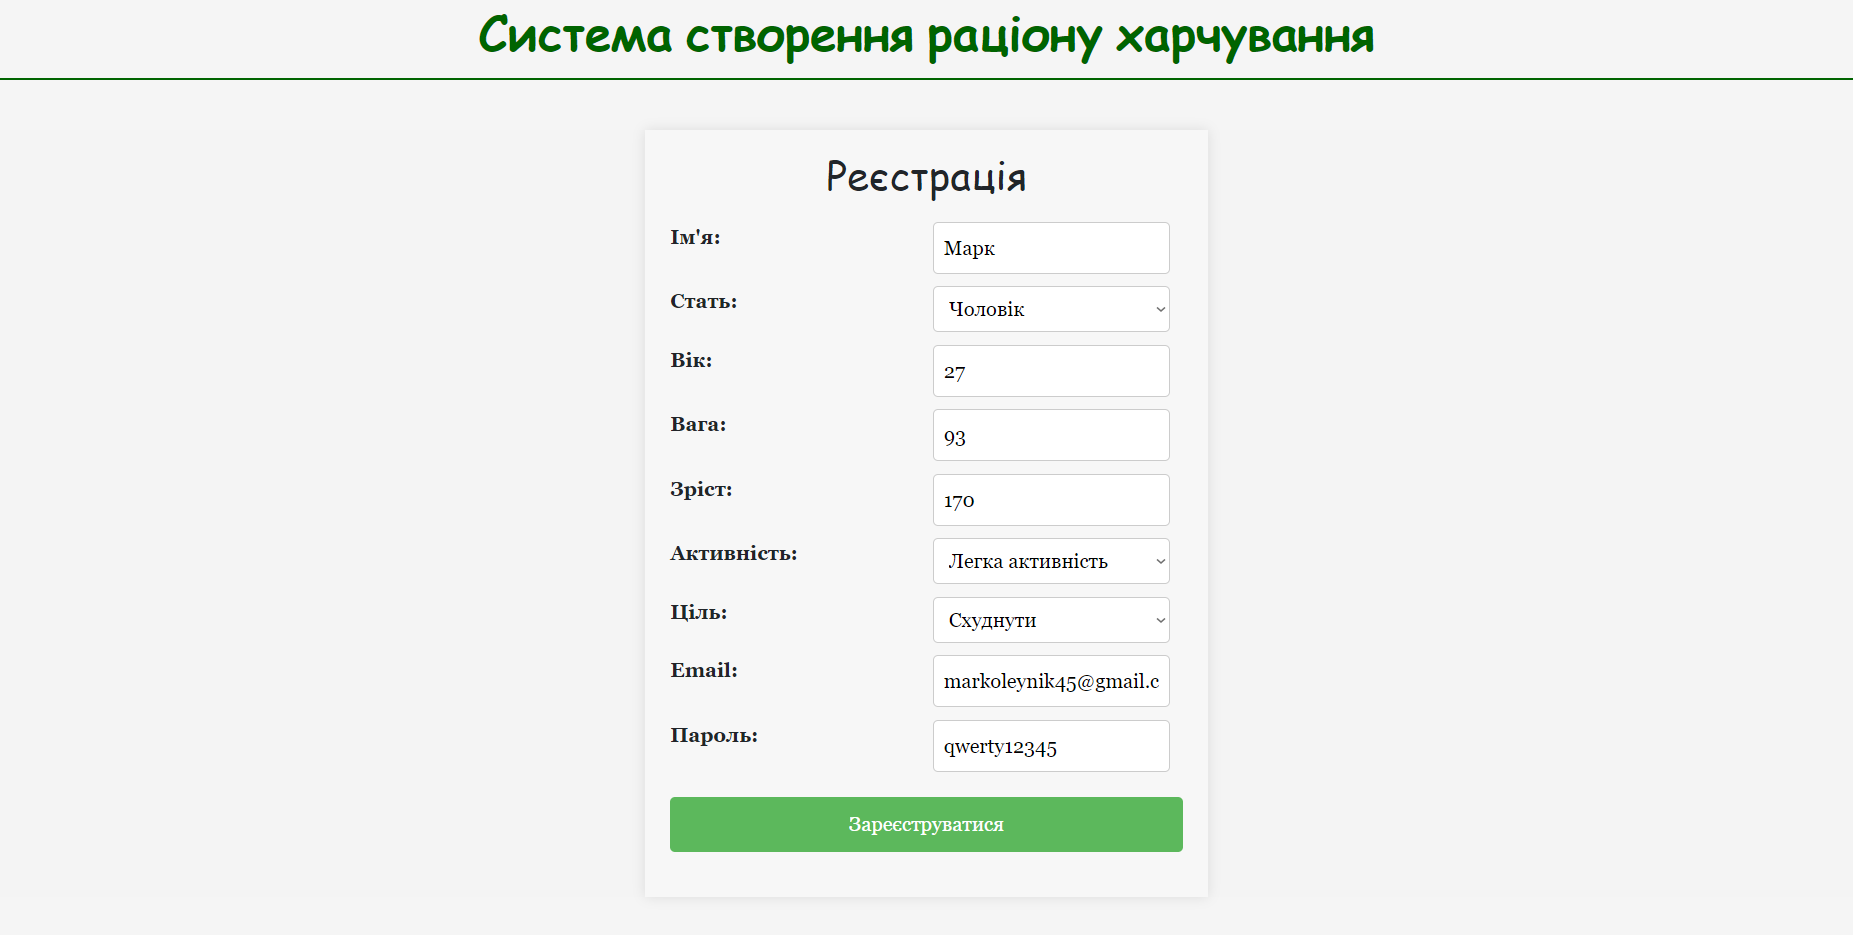 Система створення раціону харчування
Реєстрація
Ім'я: Марк
Стать: Чоловік
Вік: 27
Вага: 93
Зріст: 170
Активність: Легка активність
Ціль: Схуднути
Email: markoleynik45@gmail.c
Пароль: qwerty12345
Зареєструватися